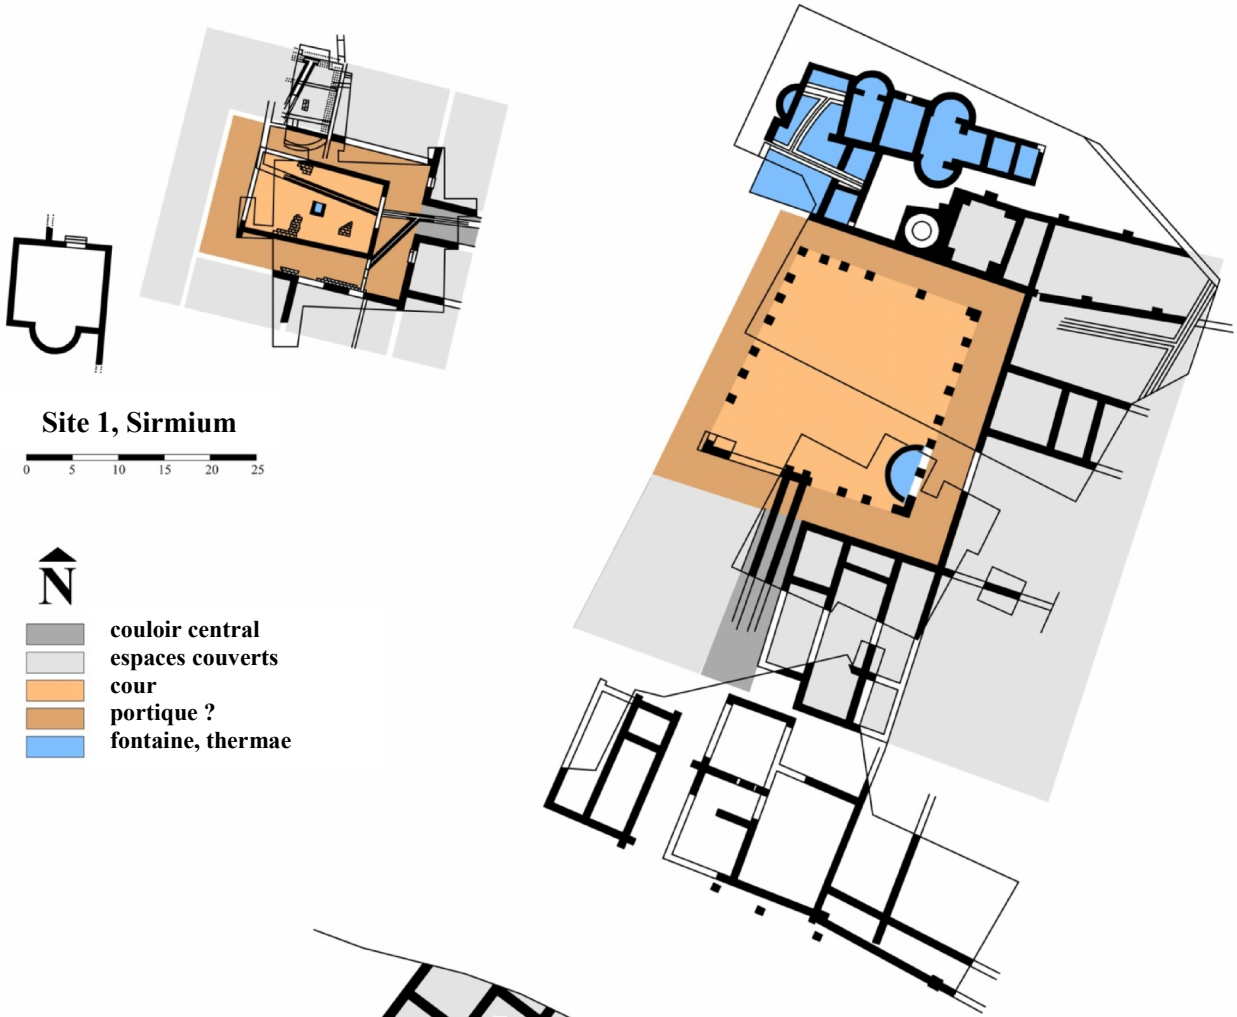 Site 1, Sirmium
0 5 10 15 20 25
N
couloir central
espaces couverts
cour
portique ?
fontaine, thermae